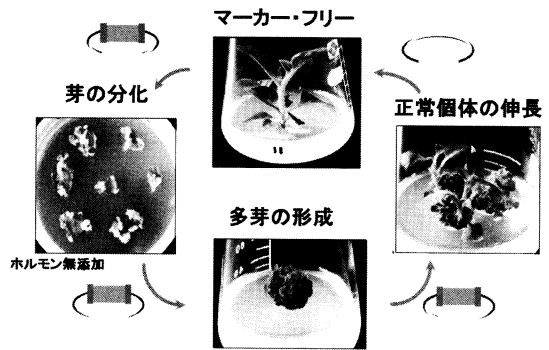 マーカー・フリー
芽の分化
正常個体の伸長
多芽の形成
ホルモン無添加